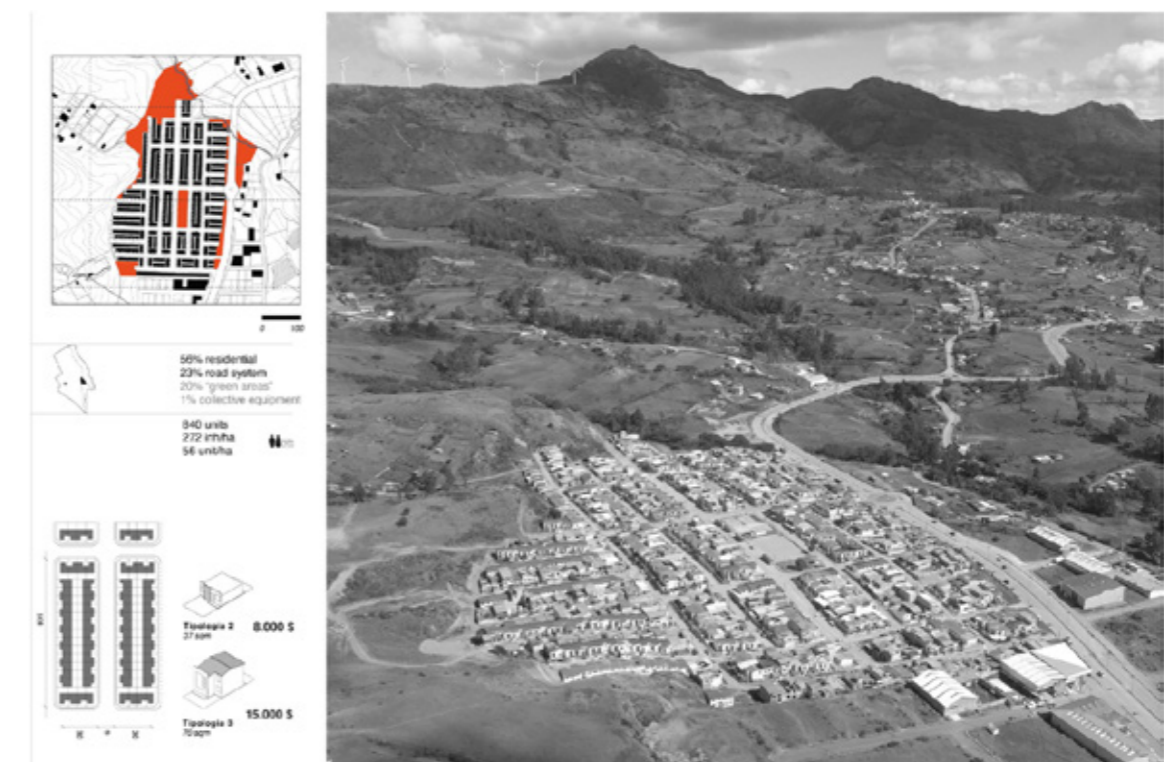 0 100
56% residential
23% road system
20% "green areas"
1% collective equipment
840 units
272 inh/ha
56 unit/ha
Tipologia 2
37 sqm
8.000 $
Tipologia 3
70 sqm
15.000 $